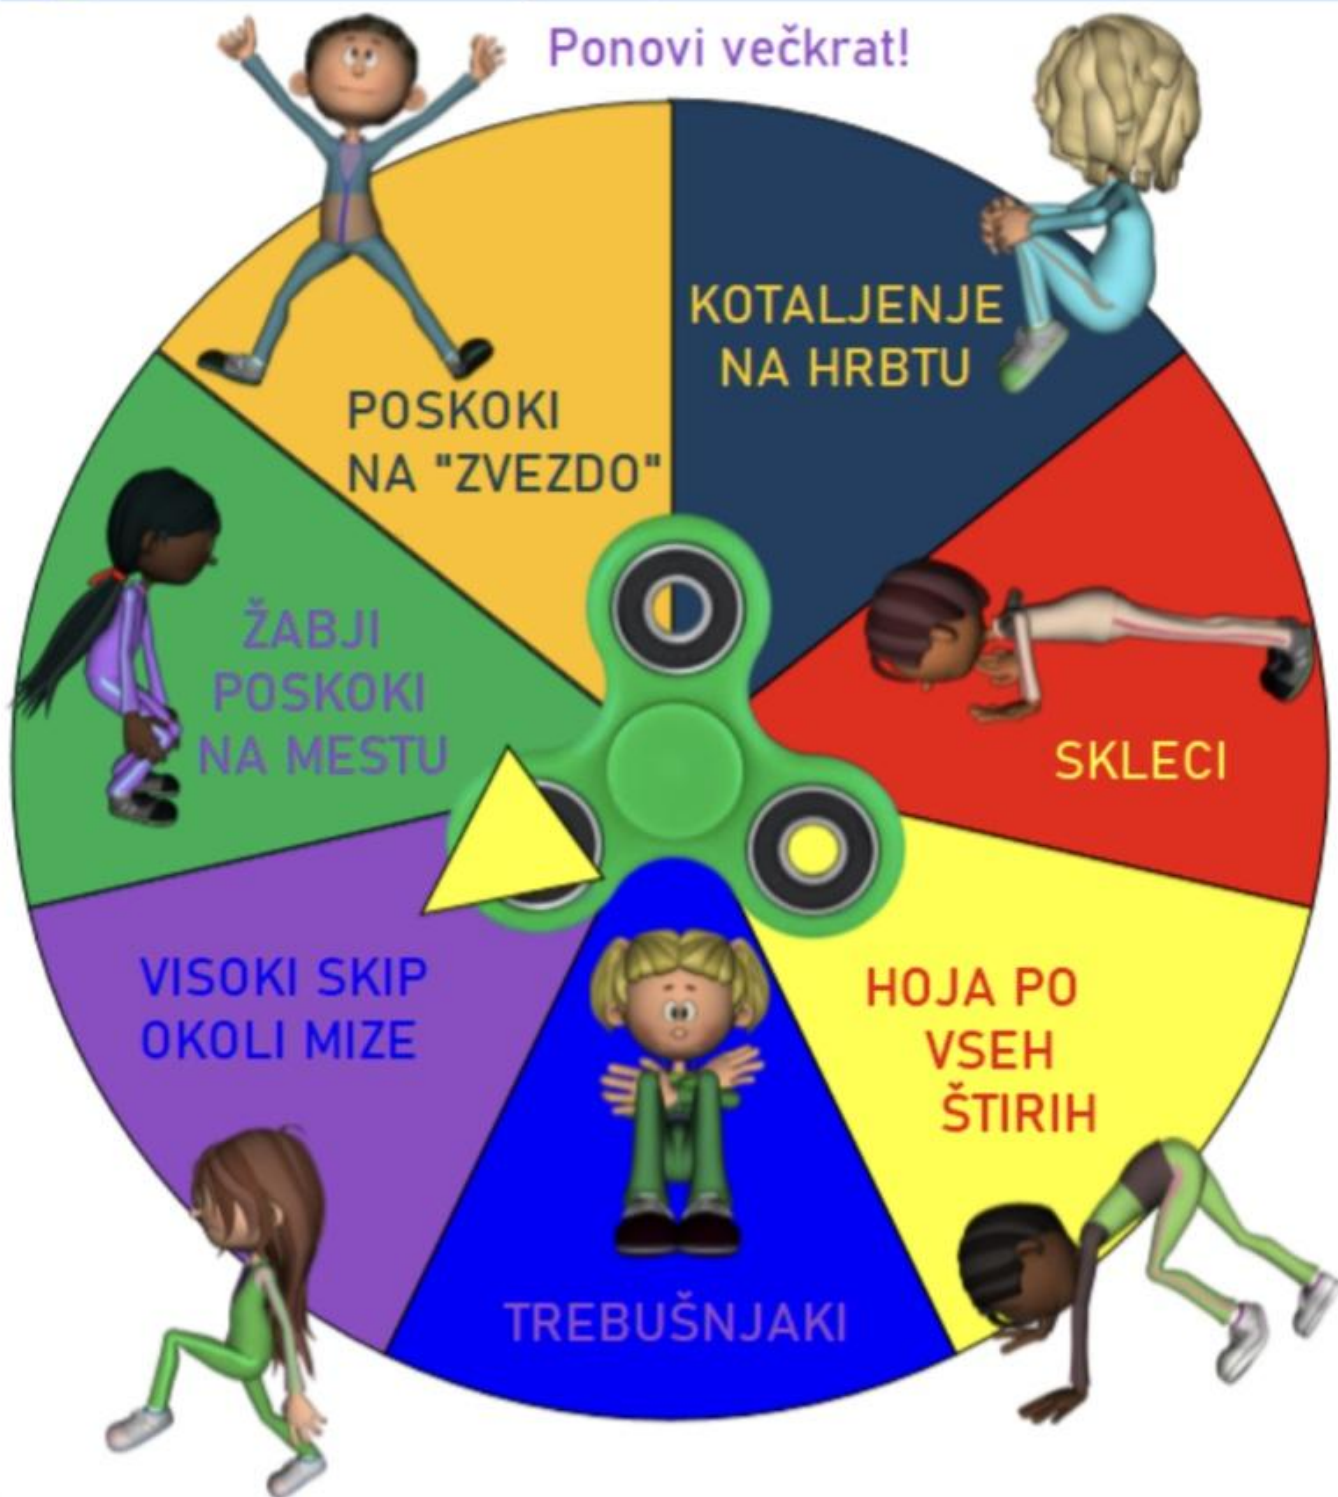 Ponovi večkrat!
KOTALJENJE
NA HRBTU
POSKOKI
NA "ZVEZDO"
ŽABJI
POSKOKI
NA MESTU
SKLECI
VISOKI SKIP
OKOLI MIZE
HOJA PO
VSEH
ŠTIRIH
TREBUŠNJAKI